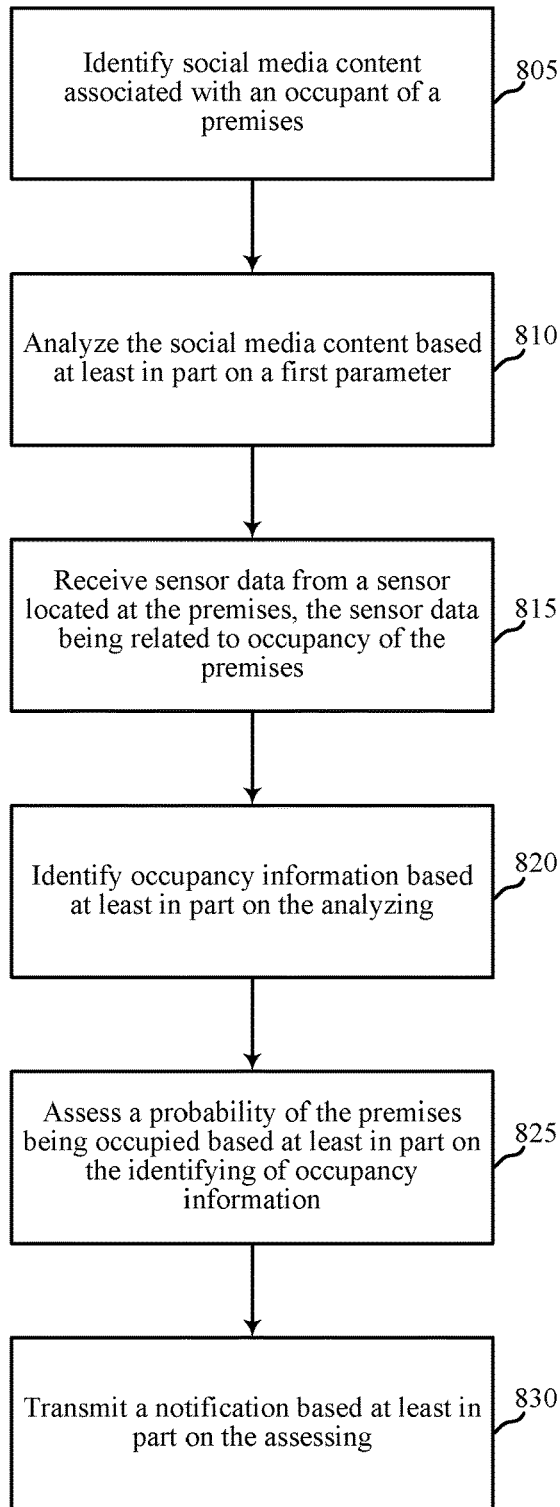 Identify social media content
associated with an occupant of a
premises
805
Analyze the social media content based
at least in part on a first parameter
810
Receive sensor data from a sensor
located at the premises, the sensor data
being related to occupancy of the
premises
815
Identify occupancy information based
at least in part on the analyzing
820
Assess a probability of the premises
being occupied based at least in part on
the identifying of occupancy
information
825
Transmit a notification based at least in
part on the assessing
830